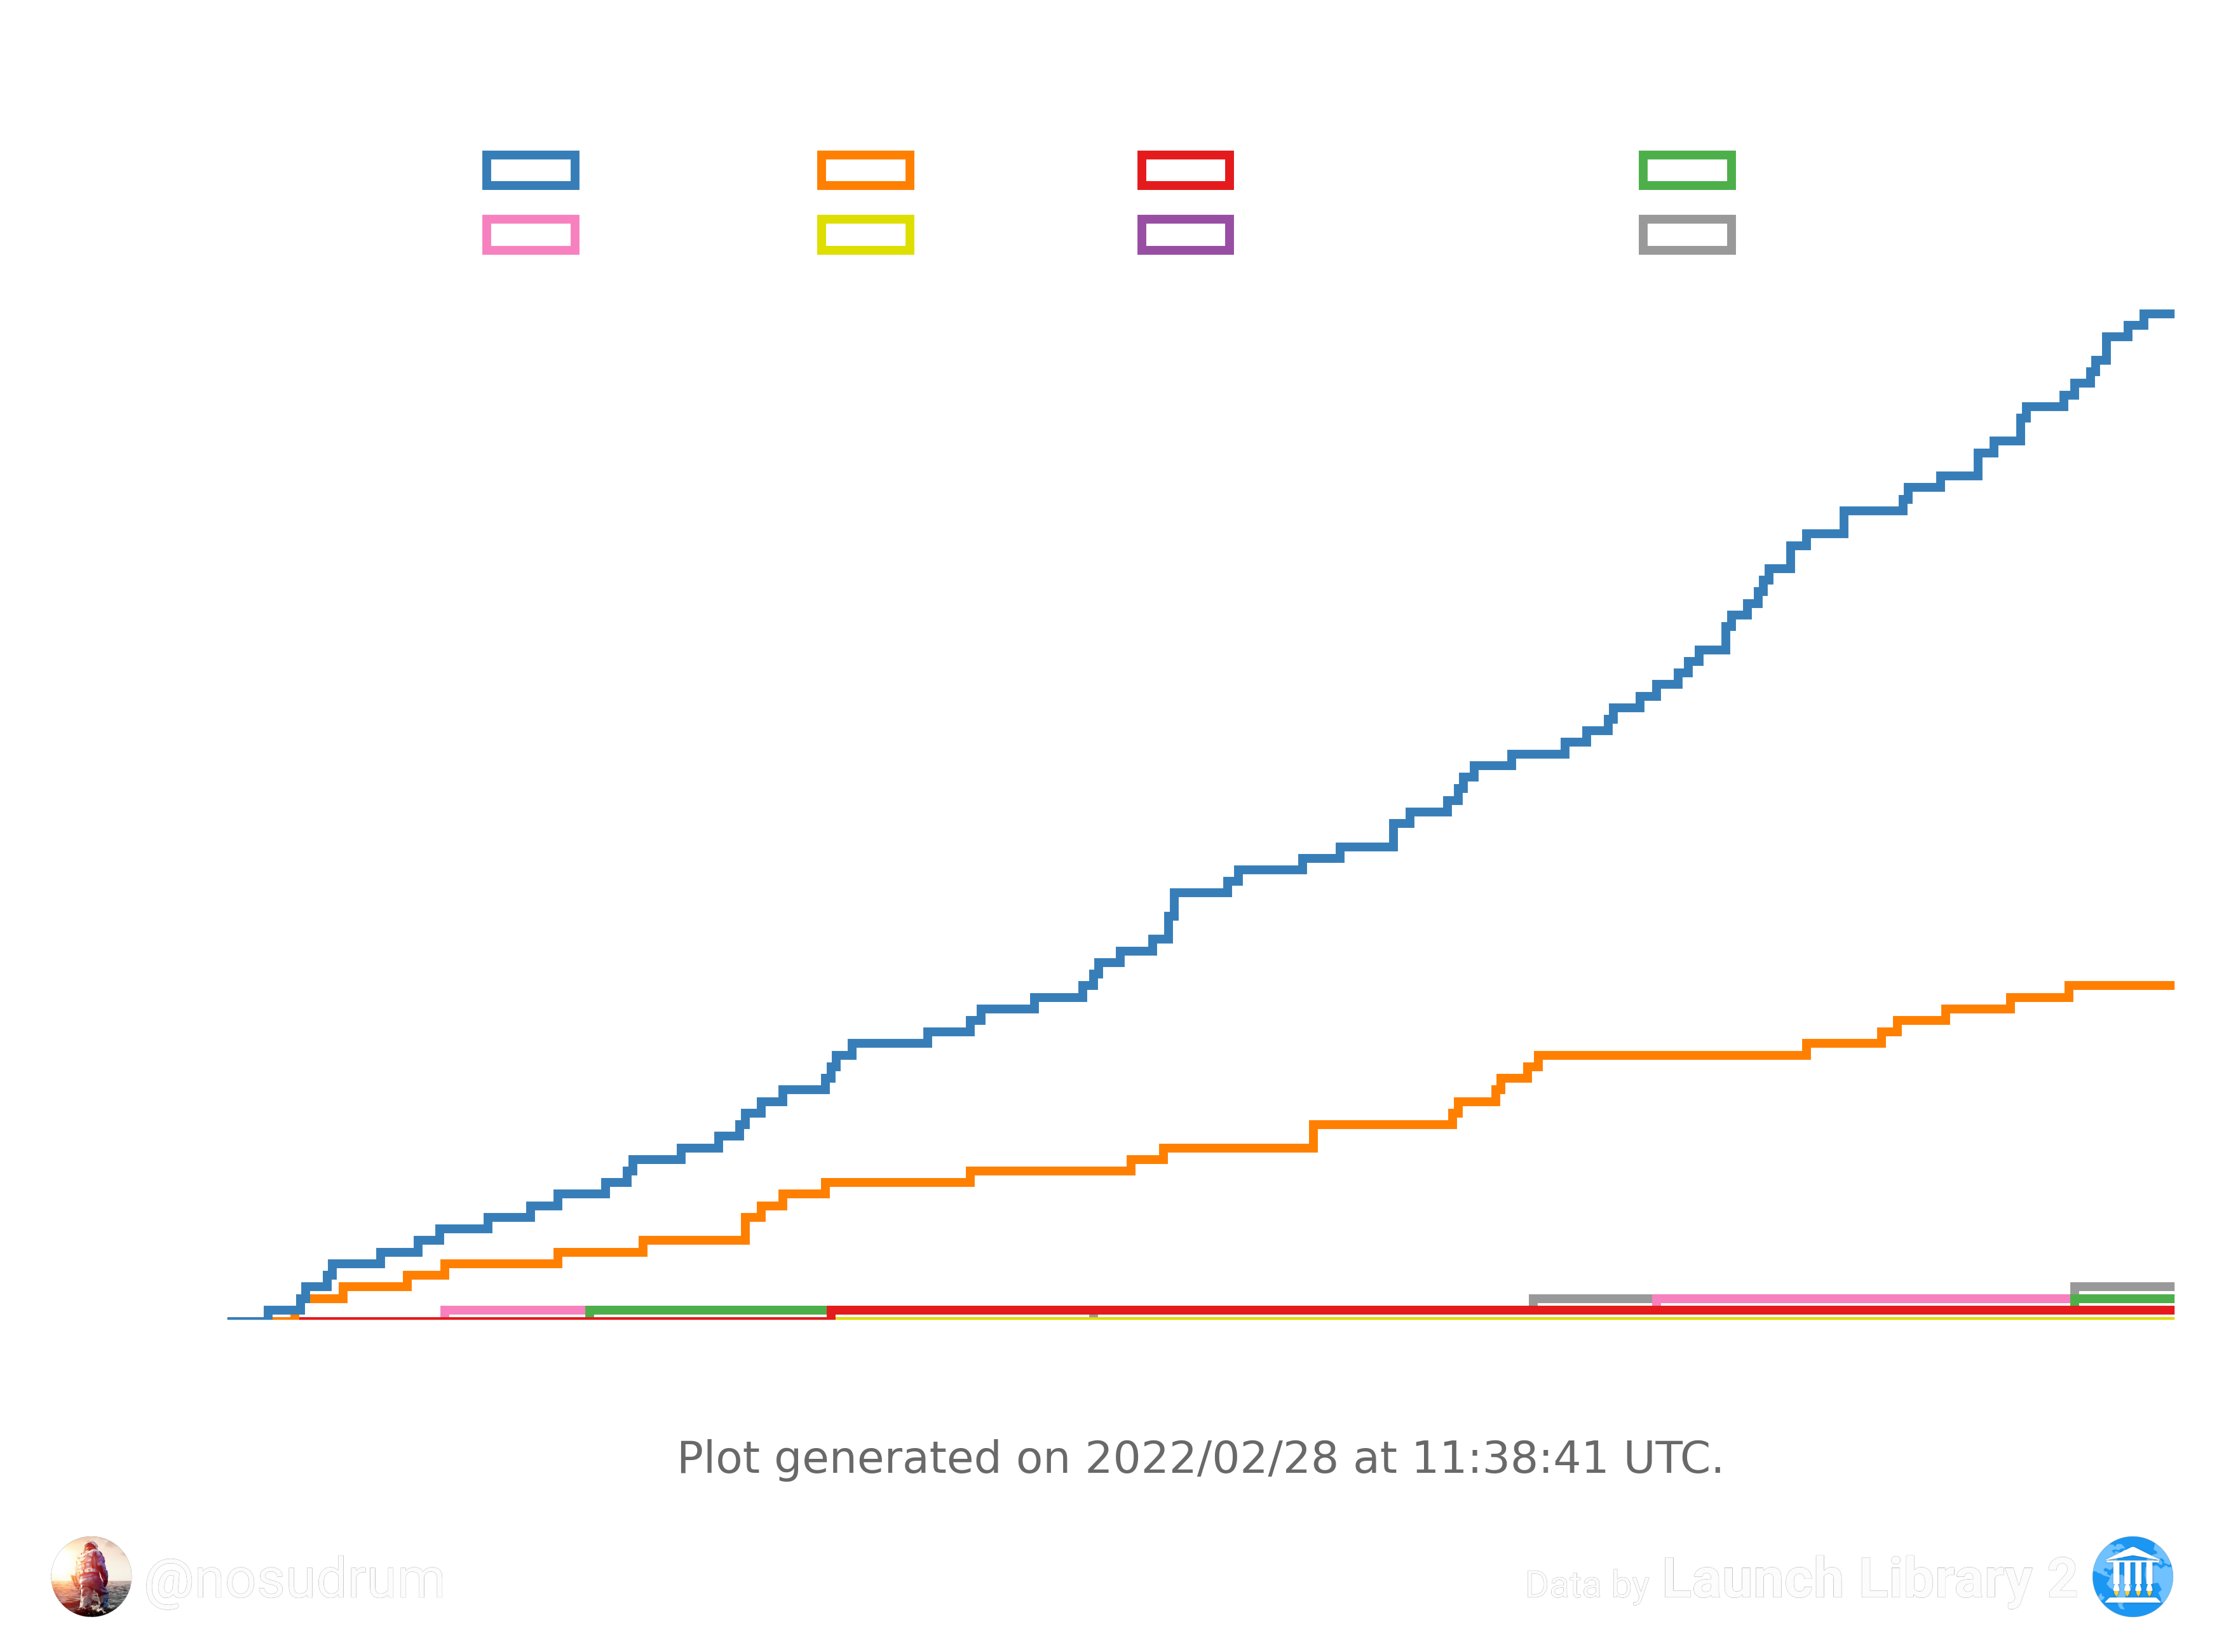 Plot generated on 2022/02/28 at 11:38:41 UTC.
@nosudrum
Data by Launch Library 2